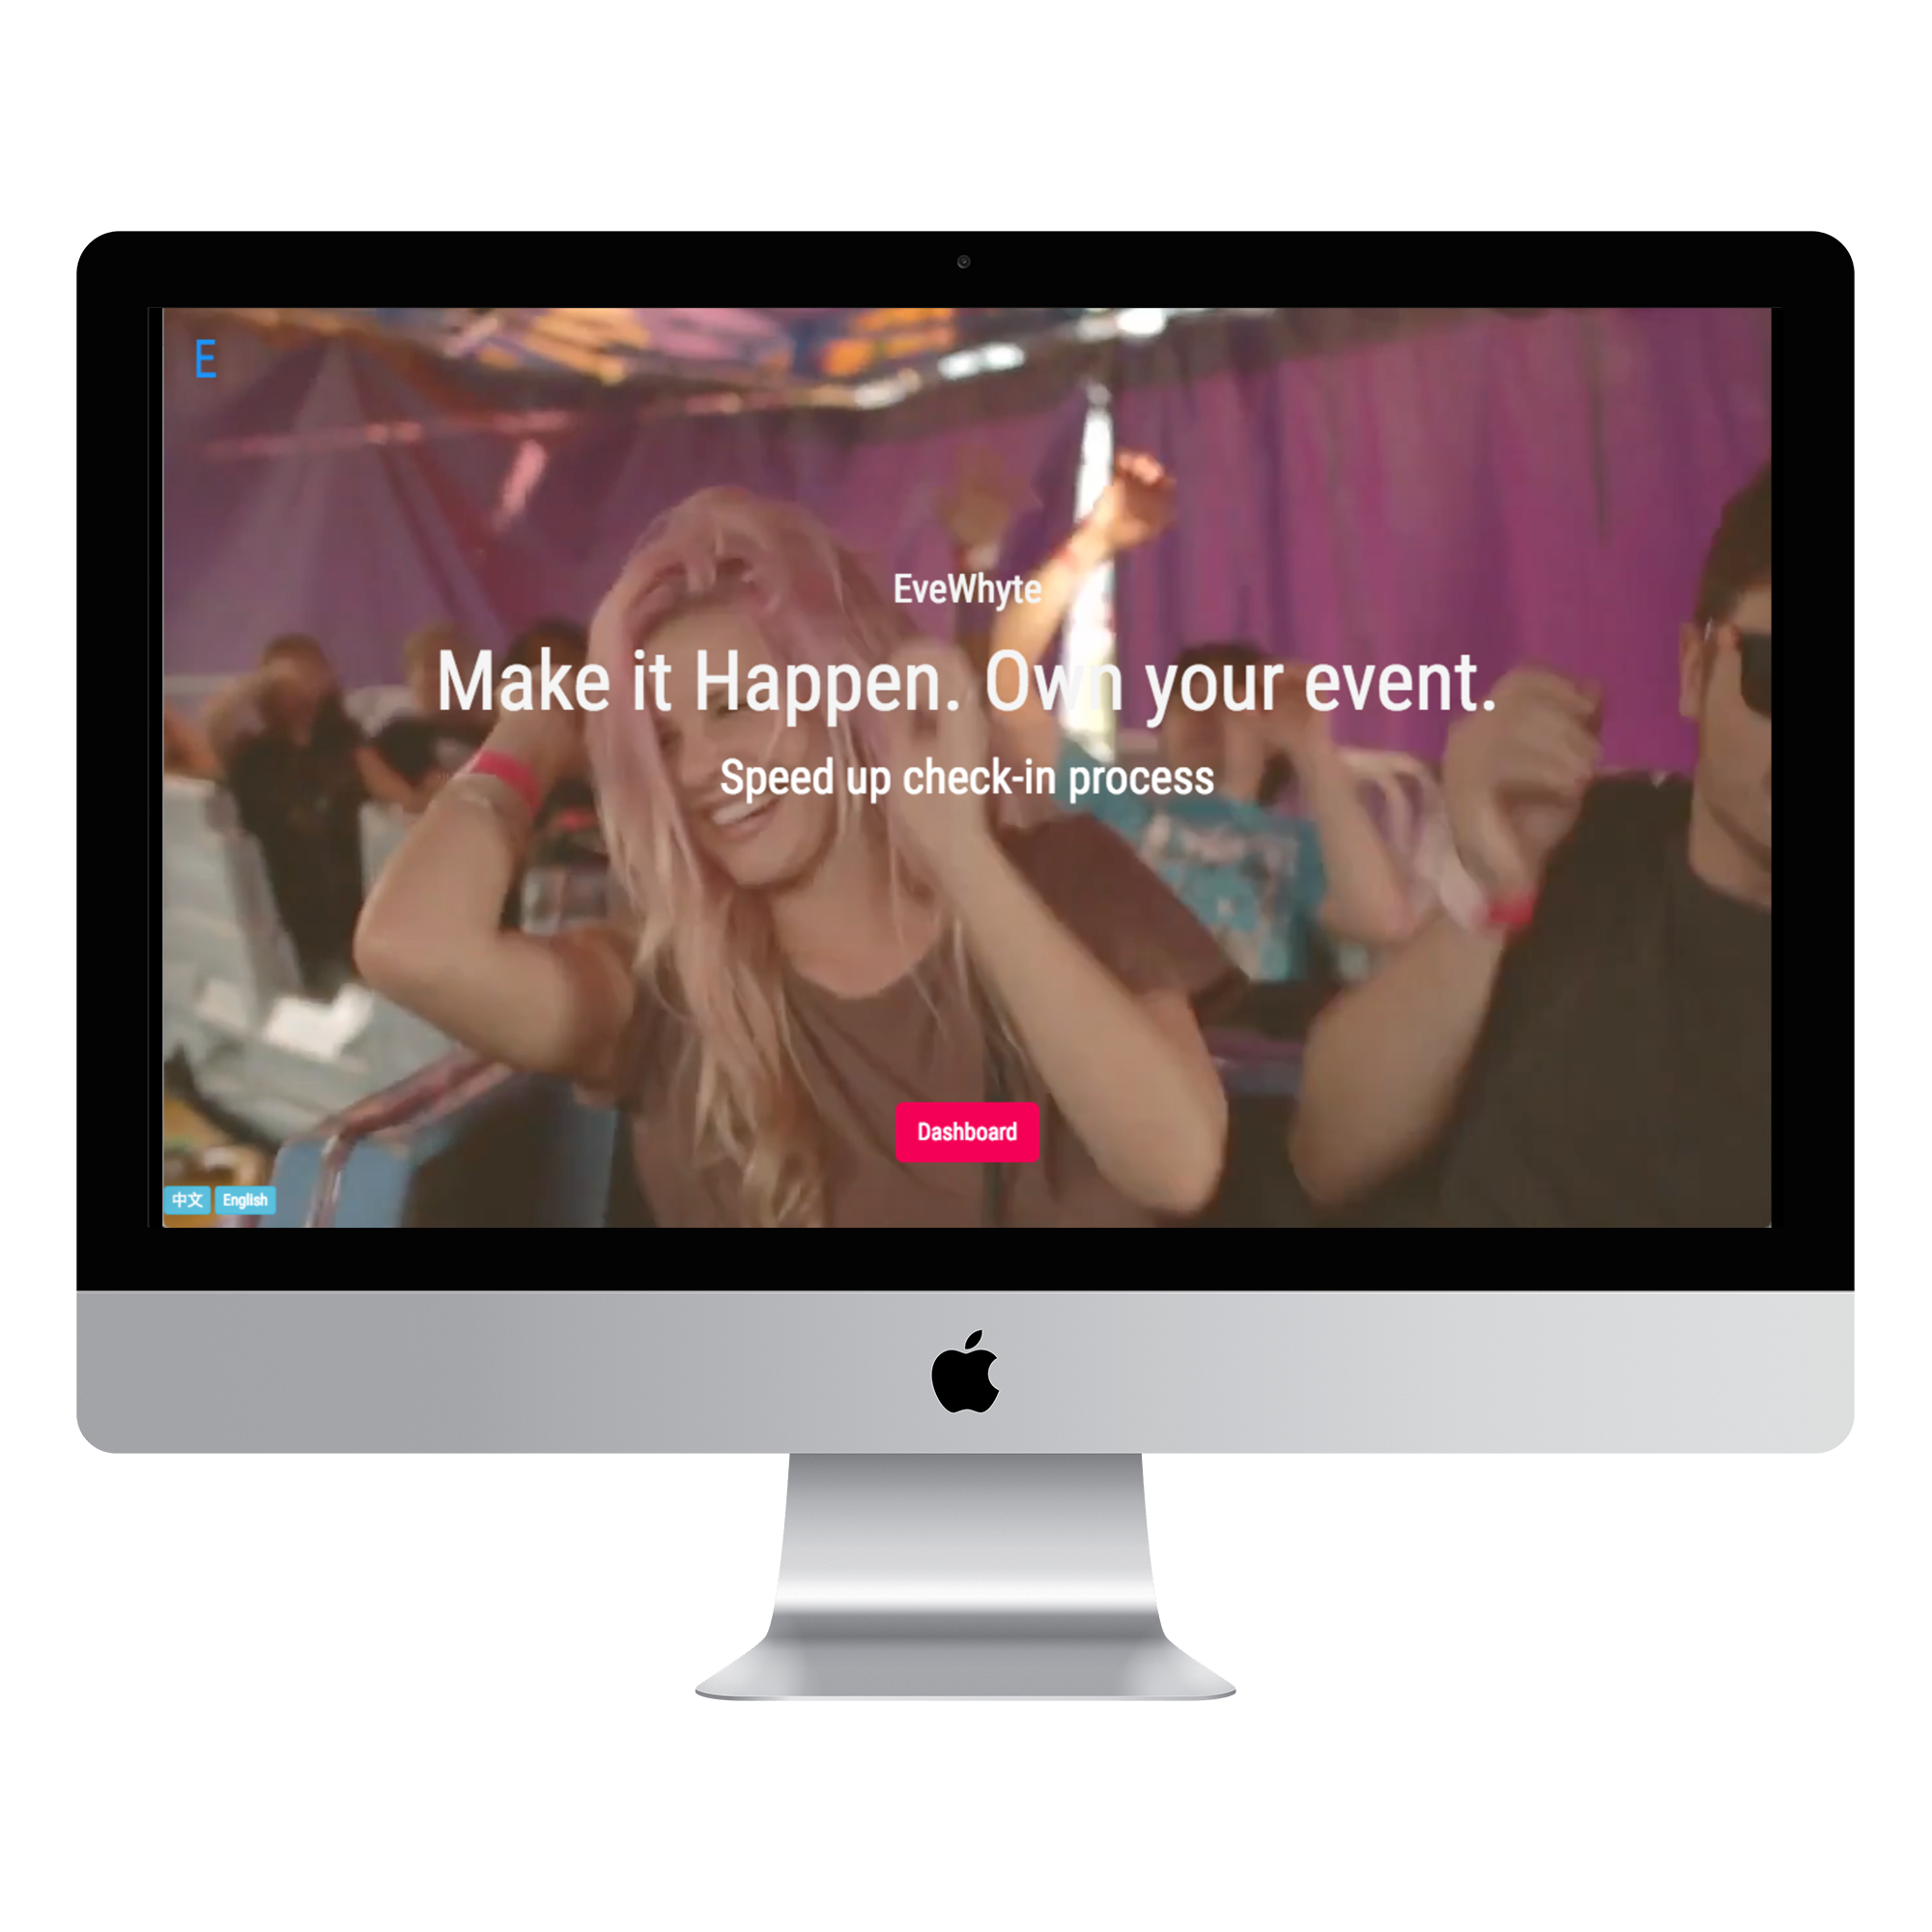 E
EveWhyte
Make it Happen. Own your event.
Speed up check-in process
Dashboard
中文 English